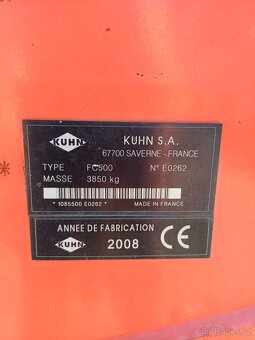 KUHN
KUHN S.A.
67700 SAVERNE - FRANCE
TYPE FC900 N° E0262
MASSE 3850 kg
*1085500 E0262* MADE IN FRANCE
KUHN
ANNEE DE FABRICATION
2008 CE